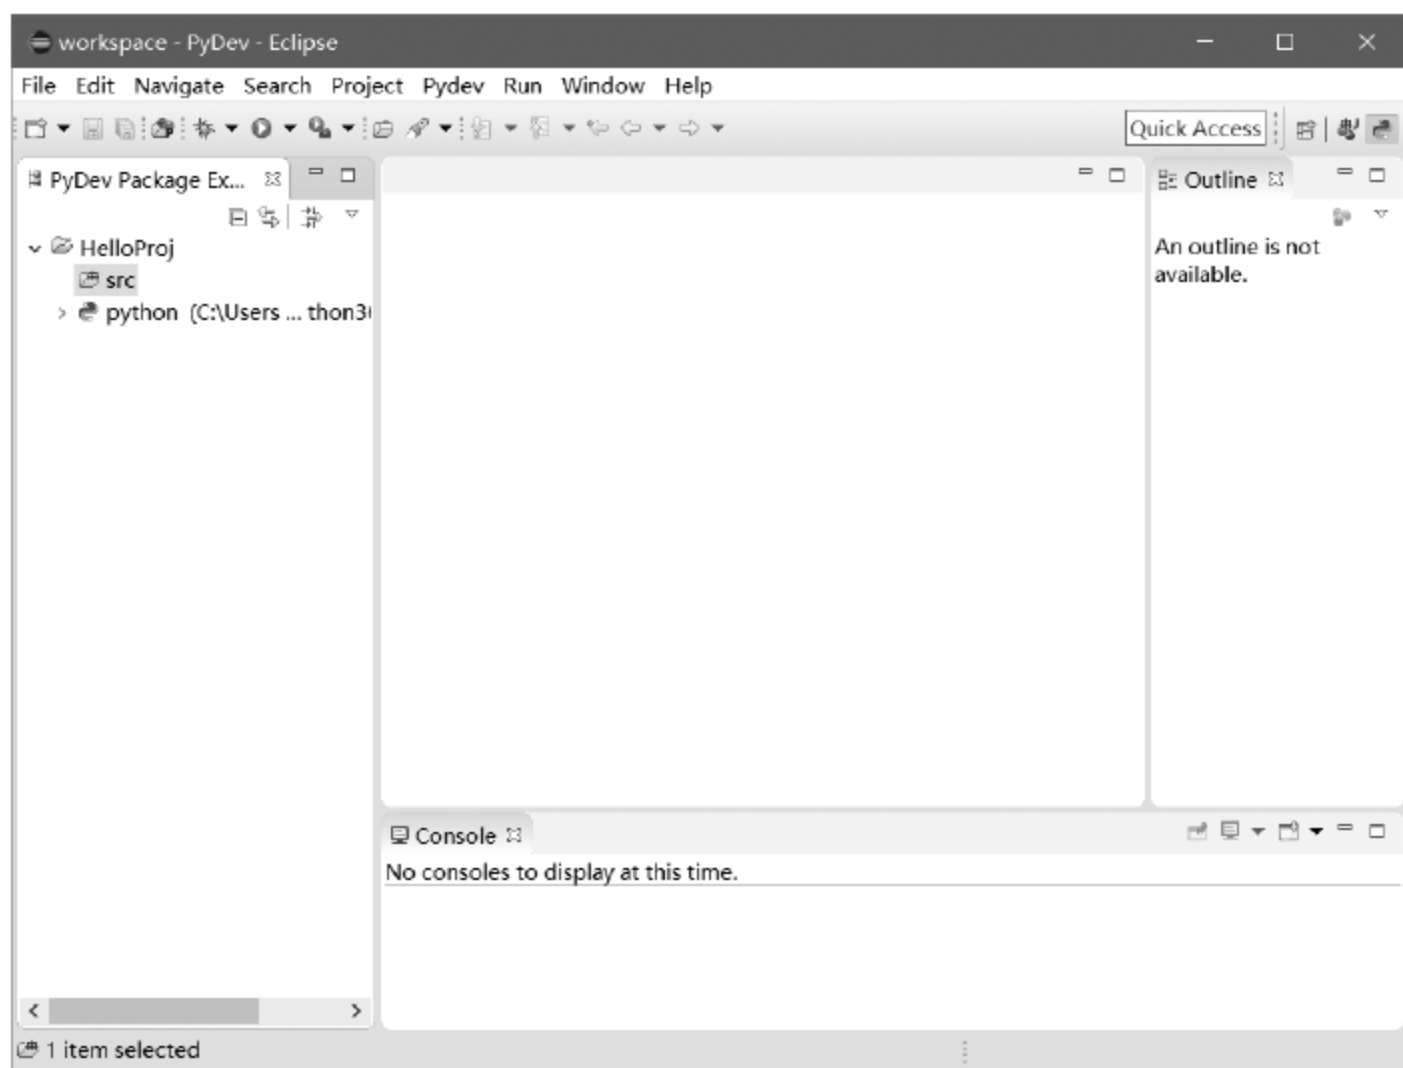 workspace - PyDev - Eclipse
File Edit Navigate Search Project Pydev Run Window Help
Quick Access
PyDev Package Ex...
HelloProj
src
python (C:\Users ... thon3
Outline
An outline is not
available.
Console
No consoles to display at this time.
1 item selected